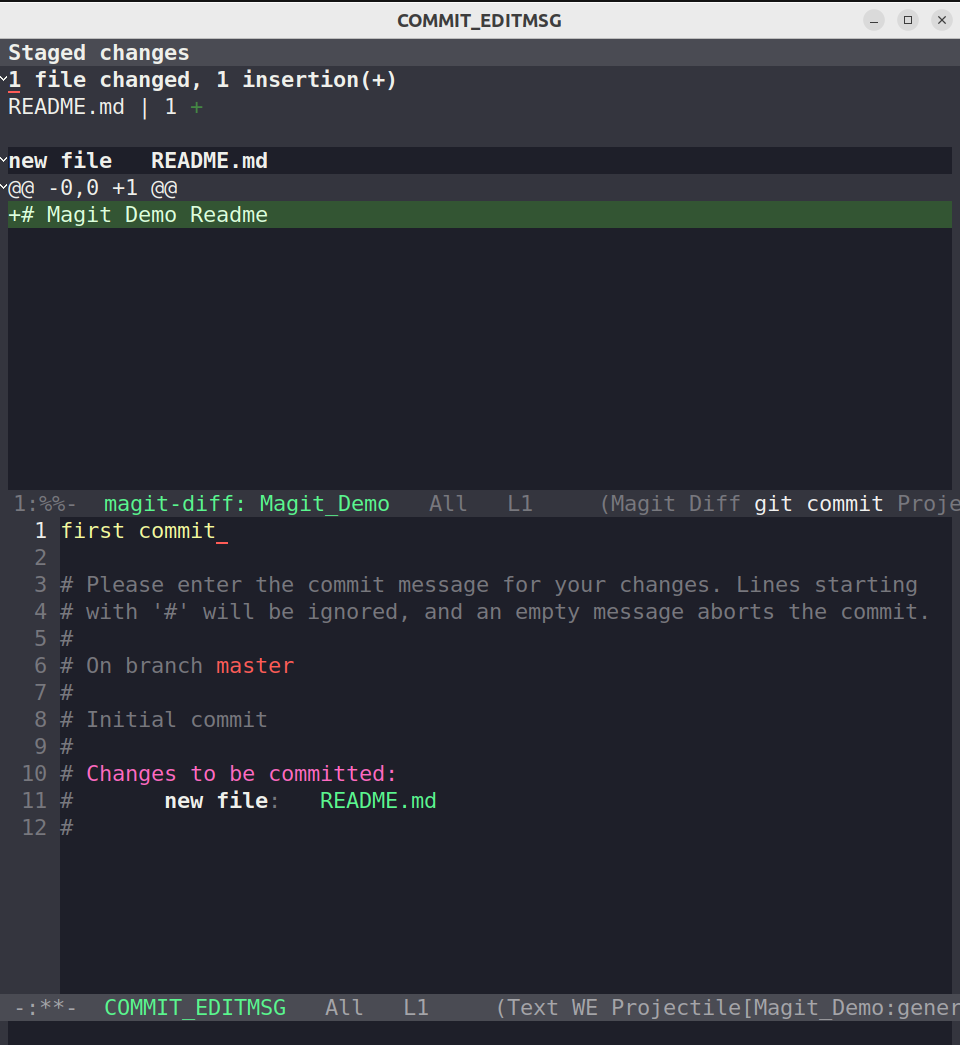 COMMIT_EDITMSG
Staged changes
1 file changed, 1 insertion(+)
README.md | 1 +
new file   README.md
@@ -0,0 +1 @@
+# Magit Demo Readme
1:%%-  magit-diff: Magit_Demo   All   L1     (Magit Diff git commit Proje
1 first commit
2
3 # Please enter the commit message for your changes. Lines starting
4 # with '#' will be ignored, and an empty message aborts the commit.
5 #
6 # On branch master
7 #
8 # Initial commit
9 #
10 # Changes to be committed:
11 #       new file:   README.md
12 #
-:**-  COMMIT_EDITMSG   All   L1     (Text WE Projectile[Magit_Demo:gener